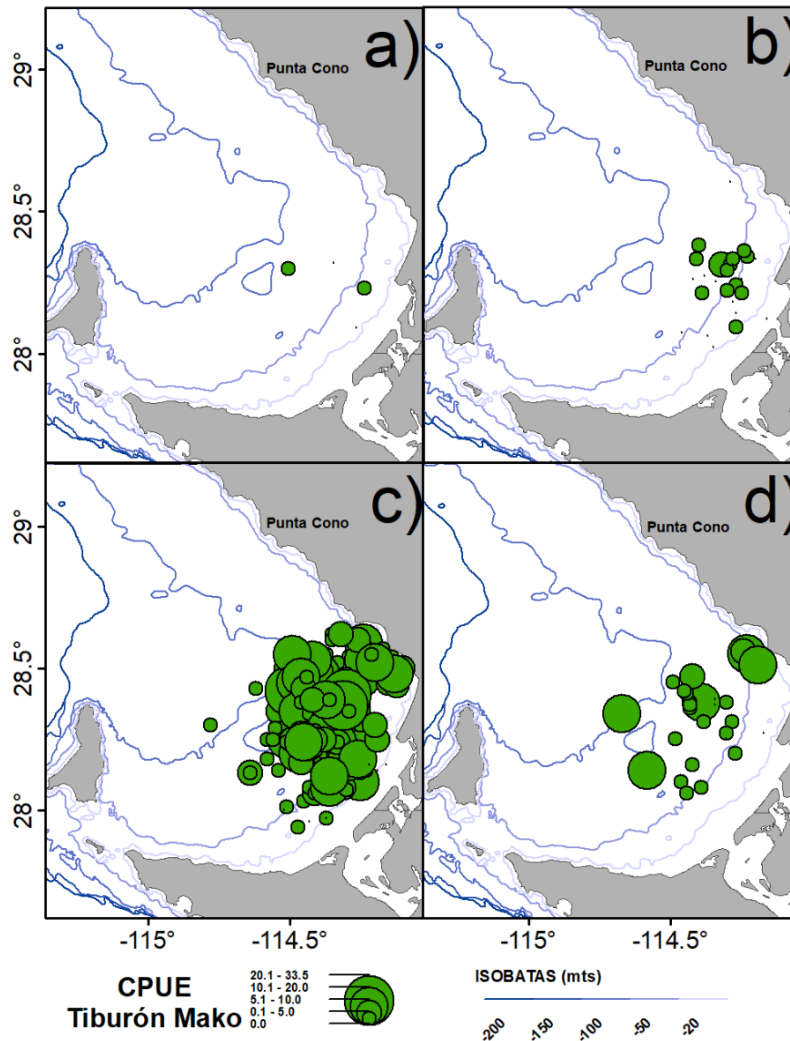 a)
b)
Punta Cono
Punta Cono
29°
28.5°
28°
c)
d)
Punta Cono
Punta Cono
29°
28.5°
28°
-115°
-114.5°
-115°
-114.5°
CPUE
Tiburón Mako
20.1 - 33.5
10.1 - 20.0
5.1 - 10.0
0.1 - 5.0
0.0
ISOBATAS (mts)
-200
-150
-100
-50
-20